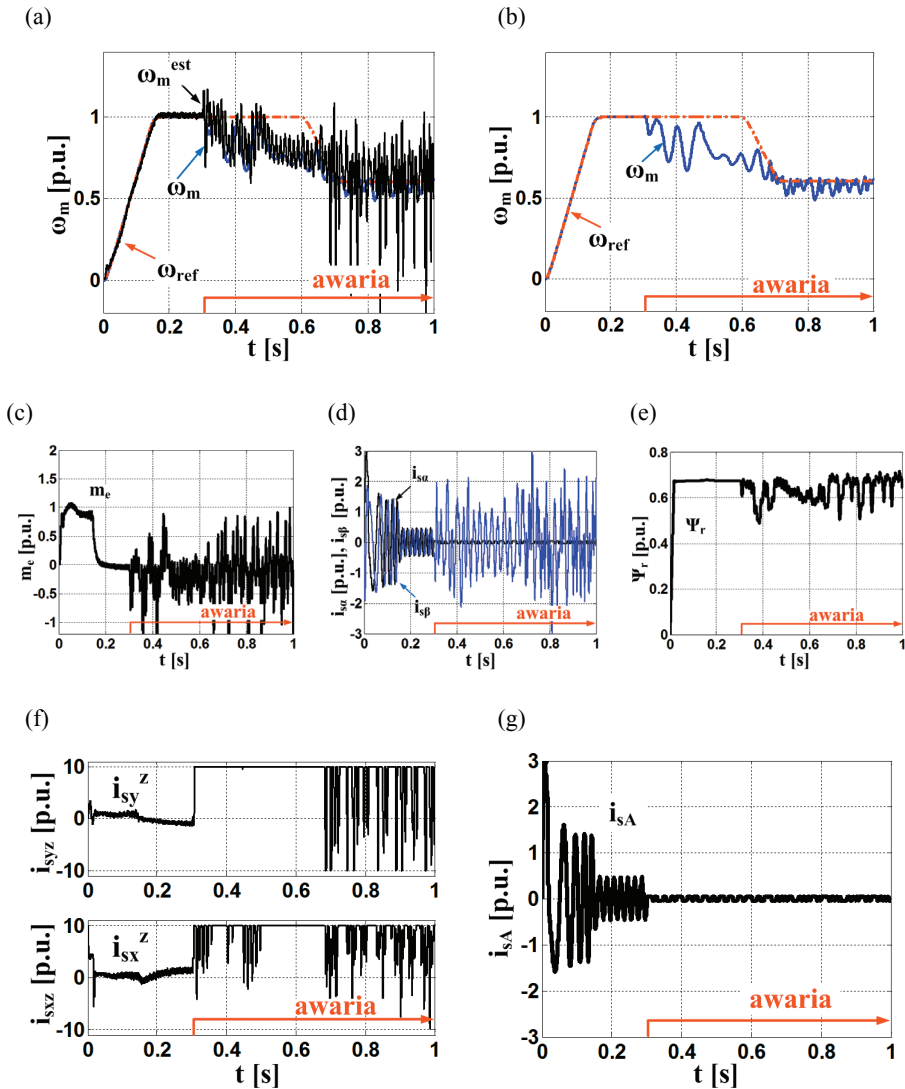 (a)
ω_m [p.u.]
1
0.5
0
ω_m^est
ω_m
ω_ref
awaria
0 0.2 0.4 0.6 0.8 1
t [s]
(b)
ω_m [p.u.]
1
0.5
0
ω_m
ω_ref
awaria
0 0.2 0.4 0.6 0.8 1
t [s]
(c)
m_e [p.u.]
2
1.5
1
0.5
0
-0.5
-1
m_e
awaria
0 0.2 0.4 0.6 0.8 1
t [s]
(d)
i_sα [p.u.], i_sβ [p.u.]
3
2
1
0
-1
-2
-3
i_sα
i_sβ
awaria
0 0.2 0.4 0.6 0.8 1
t [s]
(e)
Ψ_r [p.u.]
0.8
0.6
0.4
0.2
0
Ψ_r
awaria
0 0.2 0.4 0.6 0.8 1
t [s]
(f)
i_syz [p.u.]
10
0
-10
i_sy^z
0 0.2 0.4 0.6 0.8 1
i_sxz [p.u.]
10
0
-10
i_sx^z
awaria
0 0.2 0.4 0.6 0.8 1
t [s]
(g)
i_sA [p.u.]
3
2
1
0
-1
-2
-3
i_sA
awaria
0 0.2 0.4 0.6 0.8 1
t [s]